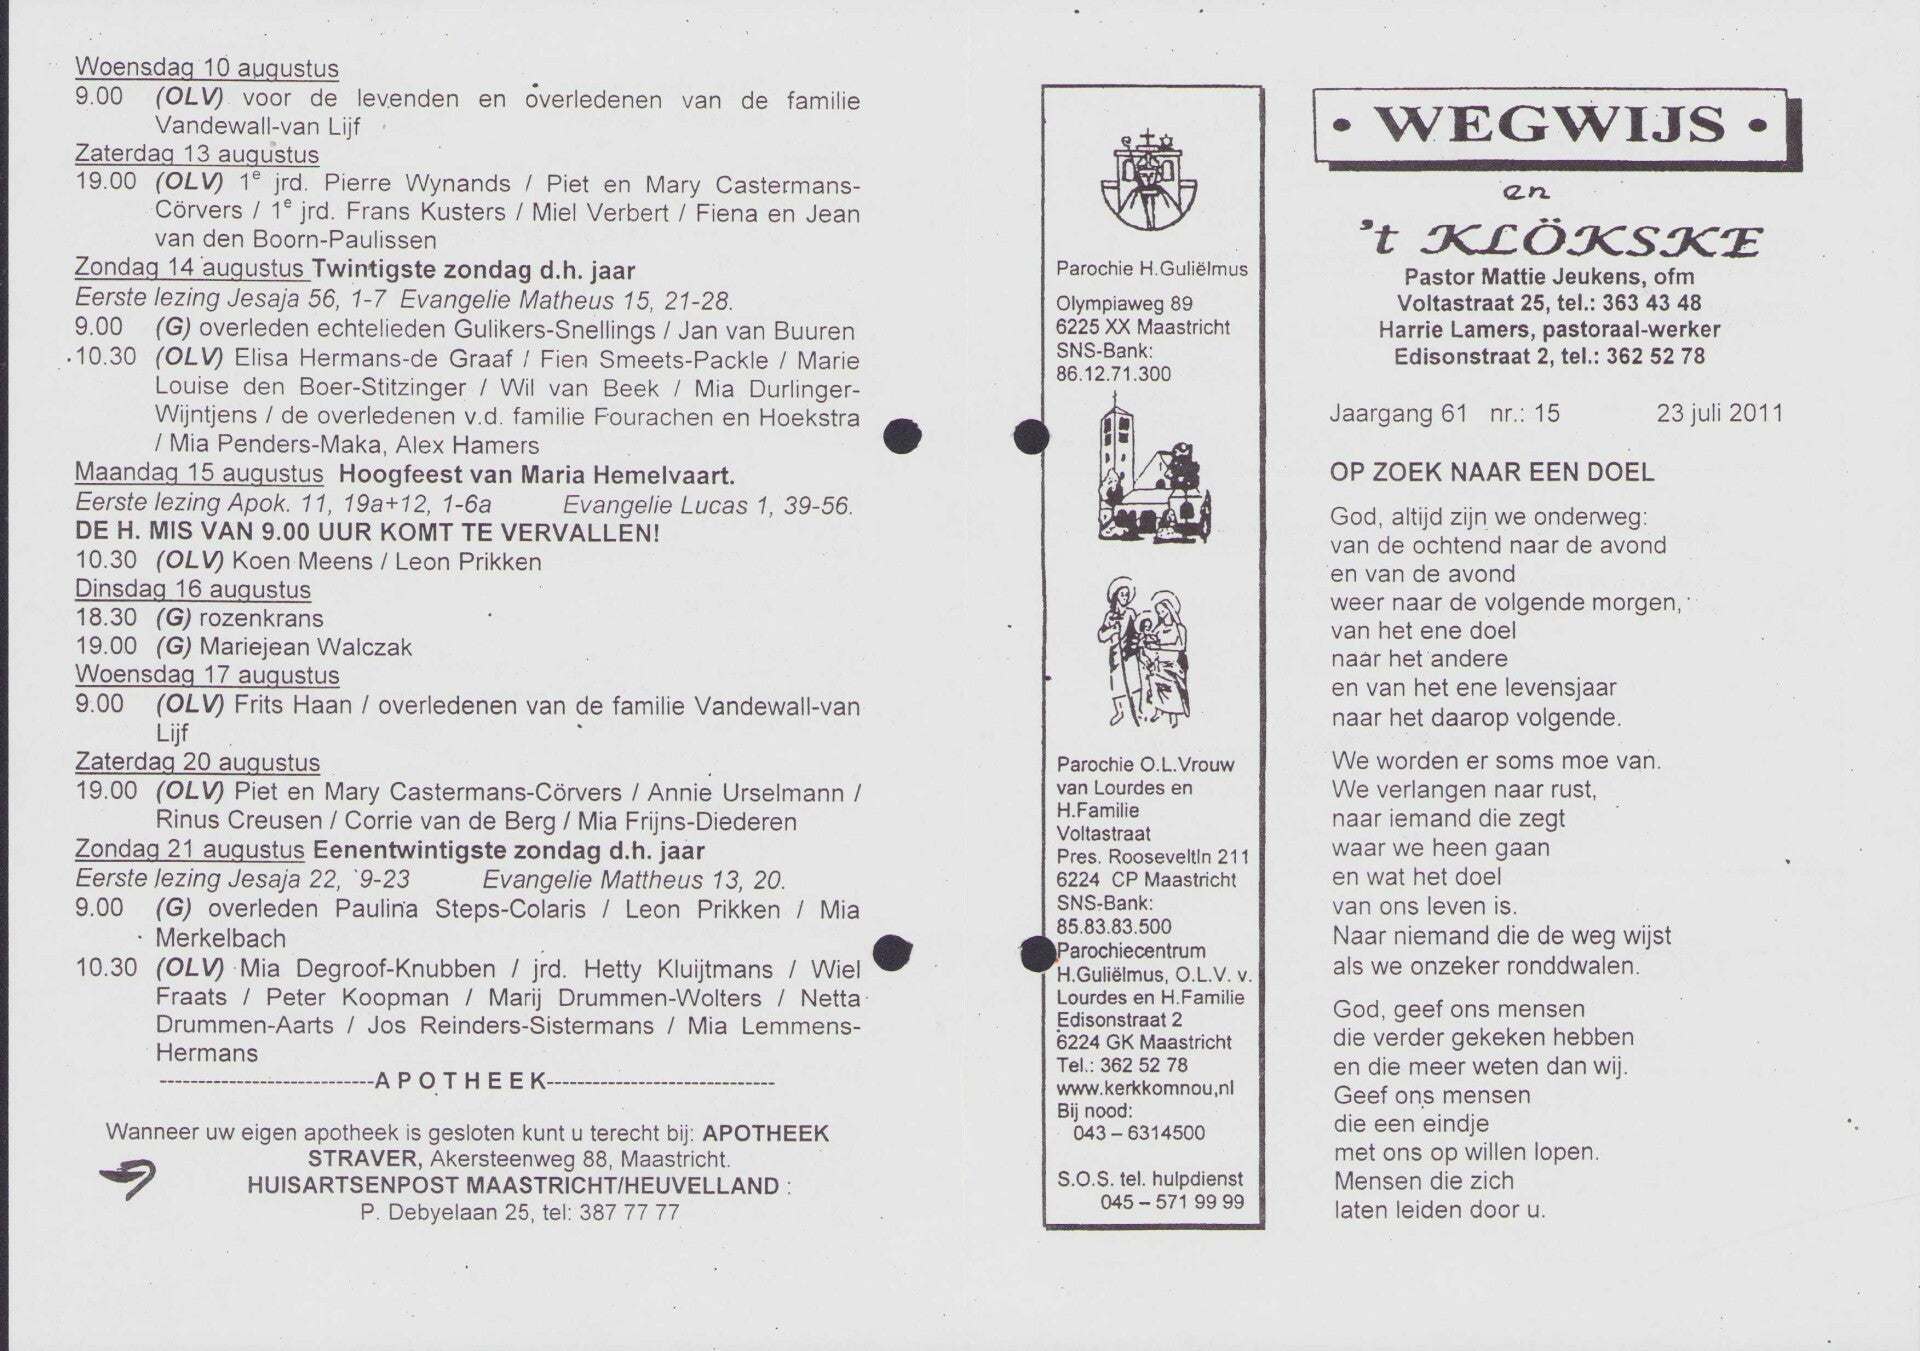 Woensdag 10 augustus
9.00 (OLV) voor de levenden en overledenen van de familie
Vandewall-van Lijf
Zaterdag 13 augustus
19.00 (OLV) 1e jrd. Pierre Wynands / Piet en Mary Castermans-
Cörvers / 1e jrd. Frans Kusters / Miel Verbert / Fiena en Jean
van den Boorn-Paulissen
Zondag 14 augustus Twintigste zondag d.h. jaar
Eerste lezing Jesaja 56, 1-7 Evangelie Matheus 15, 21-28.
9.00 (G) overleden echtelieden Gulikers-Snellings / Jan van Buuren
10.30 (OLV) Elisa Hermans-de Graaf / Fien Smeets-Packle / Marie
Louise den Boer-Stitzinger / Wil van Beek / Mia Durlinger-
Wijntjens / de overledenen v.d. familie Fourachen en Hoekstra
/ Mia Penders-Maka, Alex Hamers
Maandag 15 augustus Hoogfeest van Maria Hemelvaart.
Eerste lezing Apok. 11, 19a+12, 1-6a Evangelie Lucas 1, 39-56.
DE H. MIS VAN 9.00 UUR KOMT TE VERVALLEN!
10.30 (OLV) Koen Meens / Leon Prikken
Dinsdag 16 augustus
18.30 (G) rozenkrans
19.00 (G) Mariejean Walczak
Woensdag 17 augustus
9.00 (OLV) Frits Haan / overledenen van de familie Vandewall-van
Lijf
Zaterdag 20 augustus
19.00 (OLV) Piet en Mary Castermans-Cörvers / Annie Urselmann /
Rinus Creusen / Corrie van de Berg / Mia Frijns-Diederen
Zondag 21 augustus Eenentwintigste zondag d.h. jaar
Eerste lezing Jesaja 22, 9-23 Evangelie Mattheus 13, 20.
9.00 (G) overleden Paulina Steps-Colaris / Leon Prikken / Mia
Merkelbach
10.30 (OLV) Mia Degroof-Knubben / jrd. Hetty Kluijtmans / Wiel
Fraats / Peter Koopman / Marij Drummen-Wolters / Netta
Drummen-Aarts / Jos Reinders-Sistermans / Mia Lemmens-
Hermans
----------------------------A P O T H E E K------------------------------
Wanneer uw eigen apotheek is gesloten kunt u terecht bij: APOTHEEK
STRAVER, Akersteenweg 88, Maastricht.
HUISARTSENPOST MAASTRICHT/HEUVELLAND :
P. Debyelaan 25, tel: 387 77 77
Parochie H.Guliëlmus
Olympiaweg 89
6225 XX Maastricht
SNS-Bank:
86.12.71.300
Parochie O.L.Vrouw
van Lourdes en
H.Familie
Voltastraat
Pres. Rooseveltln 211
6224 CP Maastricht
SNS-Bank:
85.83.83.500
Parochiecentrum
H.Guliëlmus, O.L.V. v.
Lourdes en H.Familie
Edisonstraat 2
6224 GK Maastricht
Tel.: 362 52 78
www.kerkkomnou,nl
Bij nood:
043 – 6314500
S.O.S. tel. hulpdienst
045 – 571 99 99
• WEGWIJS •
en
't KLÖKSKE
Pastor Mattie Jeukens, ofm
Voltastraat 25, tel.: 363 43 48
Harrie Lamers, pastoraal-werker
Edisonstraat 2, tel.: 362 52 78
Jaargang 61 nr.: 15 23 juli 2011
OP ZOEK NAAR EEN DOEL
God, altijd zijn we onderweg:
van de ochtend naar de avond
en van de avond
weer naar de volgende morgen,
van het ene doel
naar het andere
en van het ene levensjaar
naar het daarop volgende.
We worden er soms moe van.
We verlangen naar rust,
naar iemand die zegt
waar we heen gaan
en wat het doel
van ons leven is.
Naar niemand die de weg wijst
als we onzeker ronddwalen.
God, geef ons mensen
die verder gekeken hebben
en die meer weten dan wij.
Geef ons mensen
die een eindje
met ons op willen lopen.
Mensen die zich
laten leiden door u.